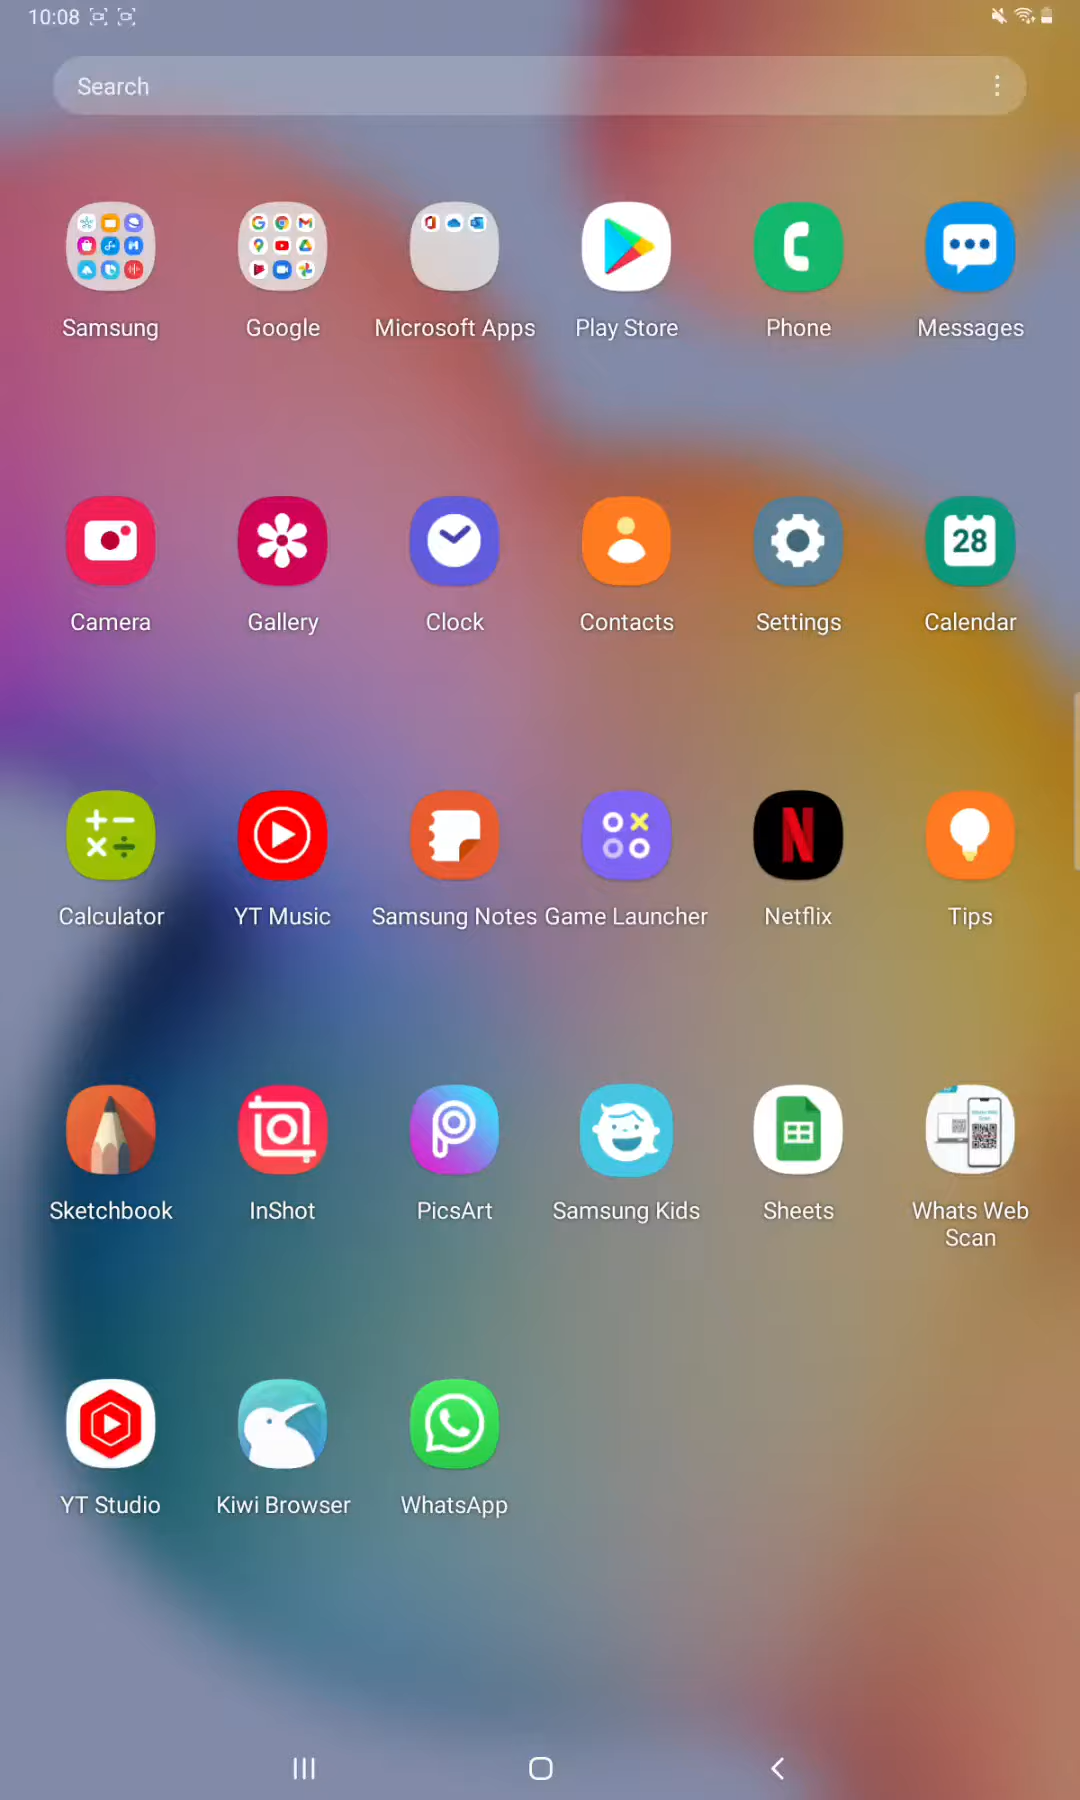 10:08
Search
Samsung
Google
Microsoft Apps
Play Store
Phone
Messages
28
Camera
Gallery
Clock
Contacts
Settings
Calendar
N
Calculator
YT Music
Samsung Notes
Game Launcher
Netflix
Tips
Sketchbook
InShot
PicsArt
Samsung Kids
Sheets
Whats Web
Scan
YT Studio
Kiwi Browser
WhatsApp